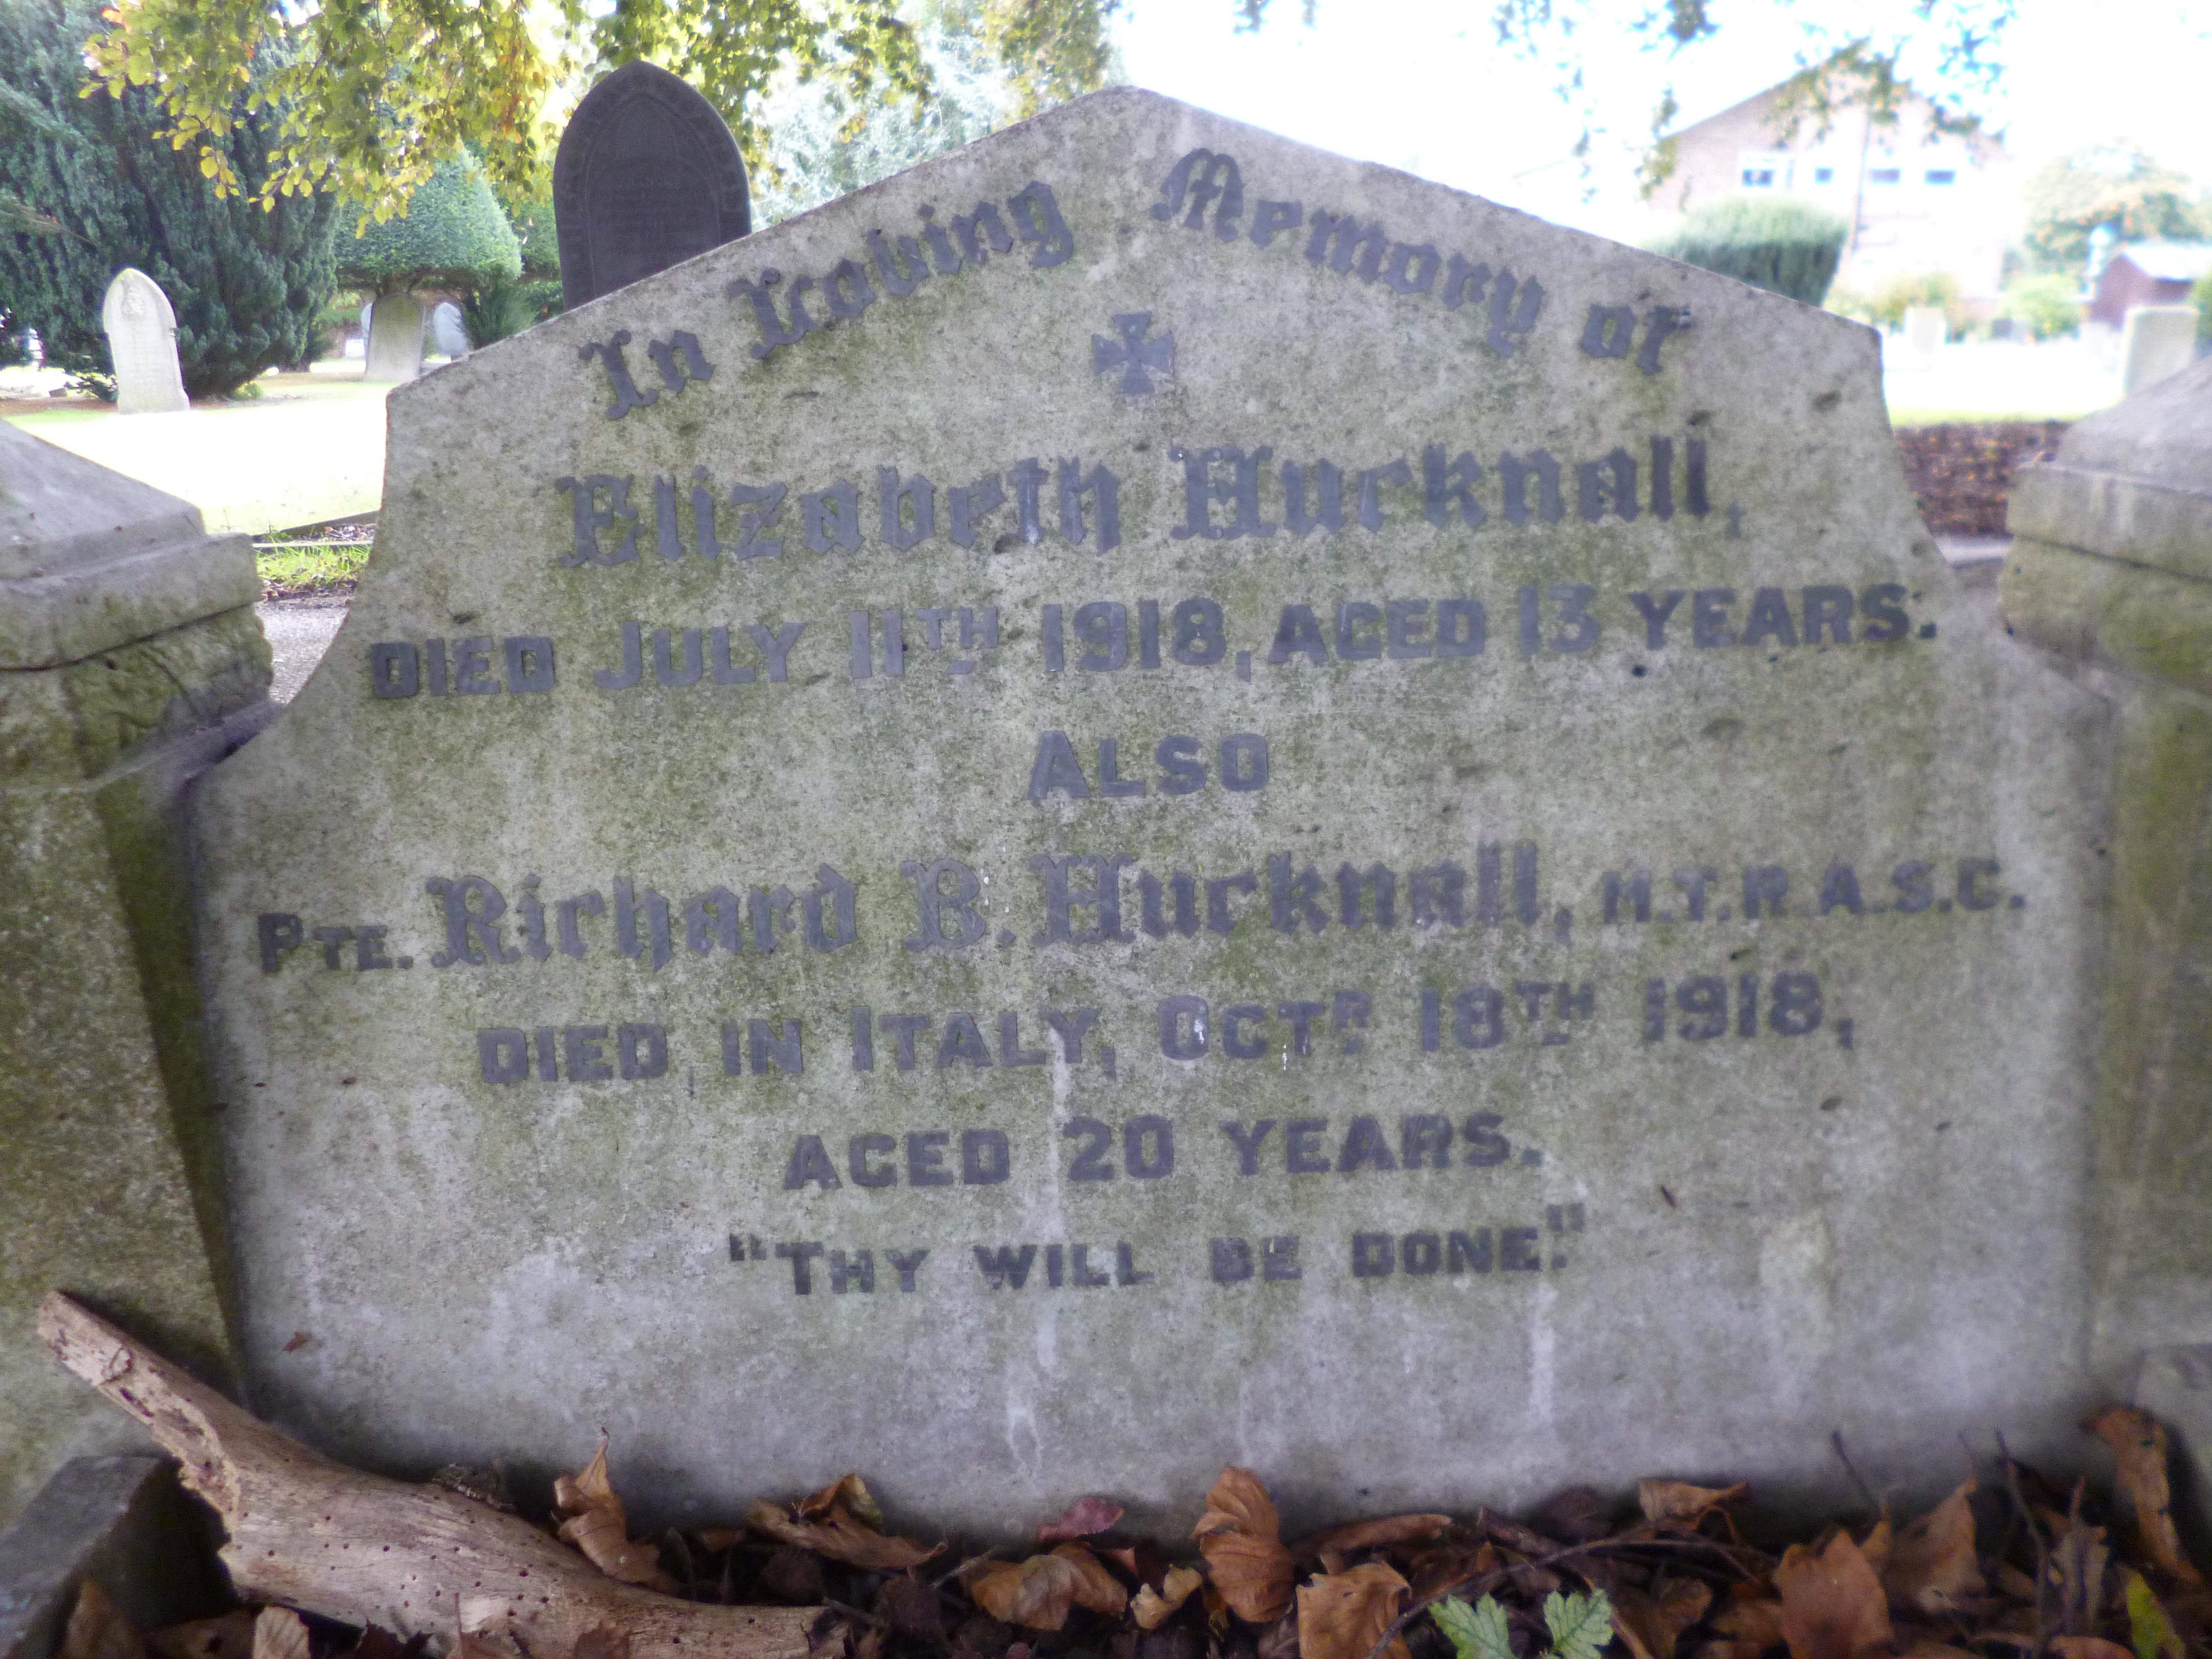 In Loving Memory of
Elizabeth Hucknall,
DIED JULY 11TH 1918, AGED 13 YEARS.
ALSO
PTE. Richard B. Hucknall, M.T.R.A.S.C.
DIED IN ITALY, OCTR. 18TH 1918,
AGED 20 YEARS.
"THY WILL BE DONE."